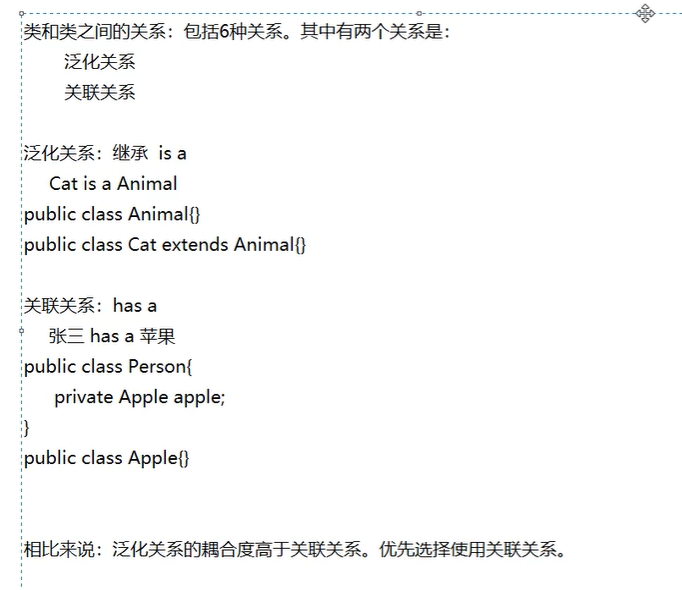 类和类之间的关系：包括6种关系。其中有两个关系是：
泛化关系
关联关系
泛化关系：继承 is a
Cat is a Animal
public class Animal{}
public class Cat extends Animal{}
关联关系：has a
张三 has a 苹果
public class Person{
private Apple apple;
}
public class Apple{}
相比来说：泛化关系的耦合度高于关联关系。优先选择使用关联关系。